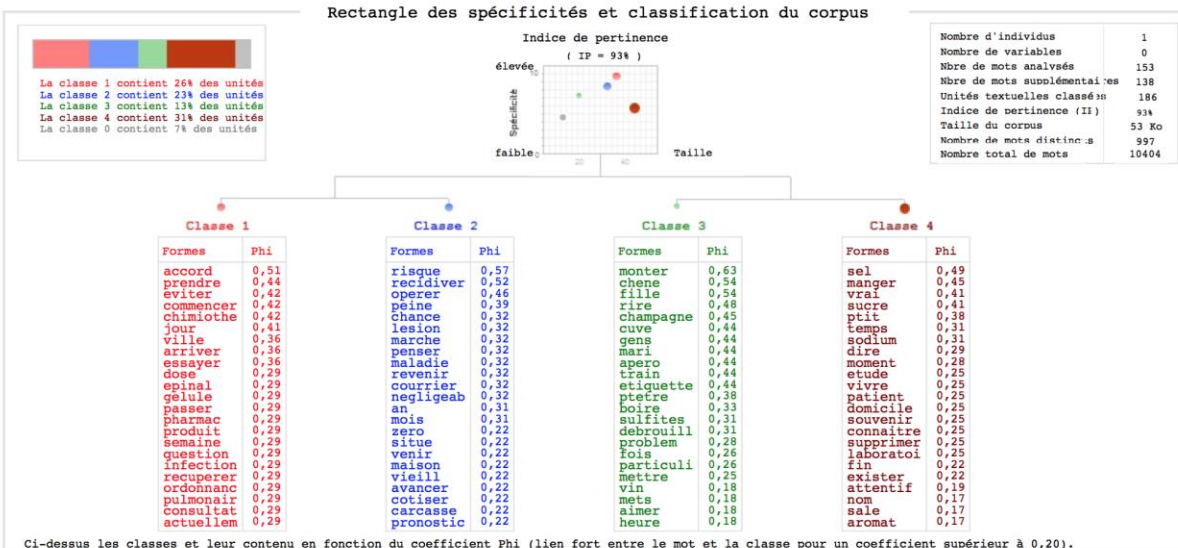 Rectangle des spécificités et classification du corpus
La classe 1 contient 26% des unités
La classe 2 contient 23% des unités
La classe 3 contient 13% des unités
La classe 4 contient 31% des unités
La classe 0 contient 7% des unités
Indice de pertinence
( IP = 93% )
élevée
Spécificité
faible
0
20
40
Taille
Nombre d'individus 1
Nombre de variables 0
Nbre de mots analysés 153
Nbre de mots supplémentaires 138
Unités textuelles classées 186
Indice de pertinence (II) 93%
Taille du corpus 53 Ko
Nombre de mots distincts 997
Nombre total de mots 10404
Classe 1
Formes Phi
accord 0,51
prendre 0,44
eviter 0,42
commencer 0,42
chimiothe 0,42
jour 0,41
ville 0,36
arriver 0,36
essayer 0,36
dose 0,29
epinal 0,29
gelule 0,29
passer 0,29
pharmac 0,29
produit 0,29
semaine 0,29
question 0,29
infection 0,29
recuperer 0,29
ordonnanc 0,29
pulmonair 0,29
consultat 0,29
actuellem 0,29
Classe 2
Formes Phi
risque 0,57
recidiver 0,52
operer 0,46
peine 0,39
chance 0,32
lesion 0,32
marche 0,32
penser 0,32
maladie 0,32
revenir 0,32
courrier 0,32
negligeab 0,32
an 0,31
mois 0,31
zero 0,22
situe 0,22
venir 0,22
maison 0,22
vieill 0,22
avancer 0,22
cotiser 0,22
carcasse 0,22
pronostic 0,22
Classe 3
Formes Phi
monter 0,63
chene 0,54
fille 0,54
rire 0,48
champagne 0,45
cuve 0,44
gens 0,44
mari 0,44
apero 0,44
train 0,44
etiquette 0,44
ptetre 0,38
boire 0,33
sulfites 0,31
debrouill 0,31
problem 0,28
fois 0,26
particuli 0,26
mettre 0,25
vin 0,18
mets 0,18
aimer 0,18
heure 0,18
Classe 4
Formes Phi
sel 0,49
manger 0,45
vrai 0,41
sucre 0,41
ptit 0,38
temps 0,31
sodium 0,31
dire 0,29
moment 0,28
etude 0,25
vivre 0,25
patient 0,25
domicile 0,25
souvenir 0,25
connaitre 0,25
supprimer 0,25
laboratoi 0,25
fin 0,22
exister 0,22
attentif 0,19
nom 0,17
sale 0,17
aromat 0,17
Ci-dessus les classes et leur contenu en fonction du coefficient Phi (lien fort entre le mot et la classe pour un coefficient supérieur à 0,20).